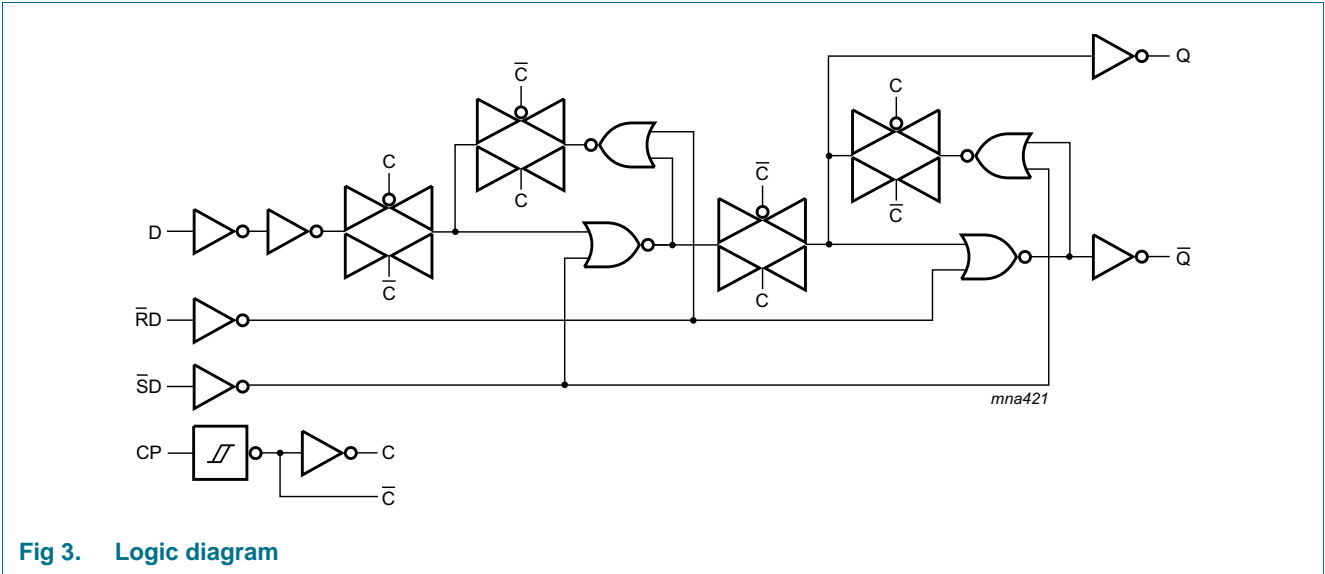 Q
C̅
C
C
C
C̅
C̅
D
C̅
Q̅
C̅
C
R̅D
S̅D
mna421
CP
C
C̅
Fig 3. Logic diagram